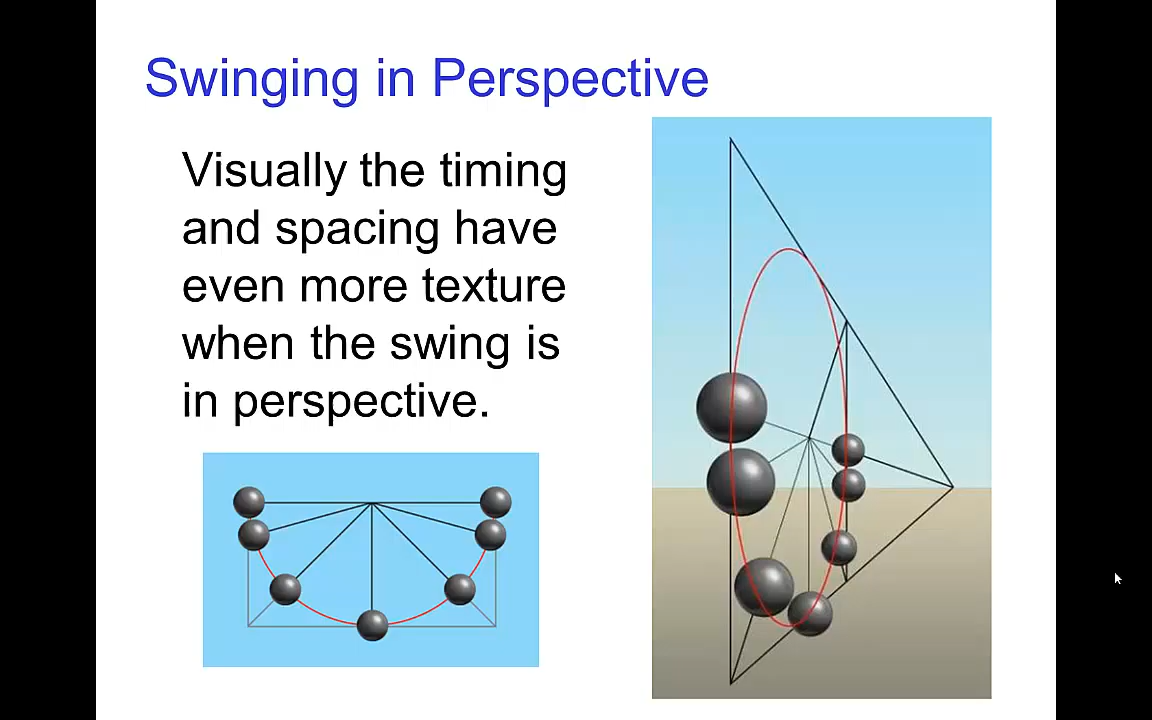 Swinging in Perspective
Visually the timing
and spacing have
even more texture
when the swing is
in perspective.